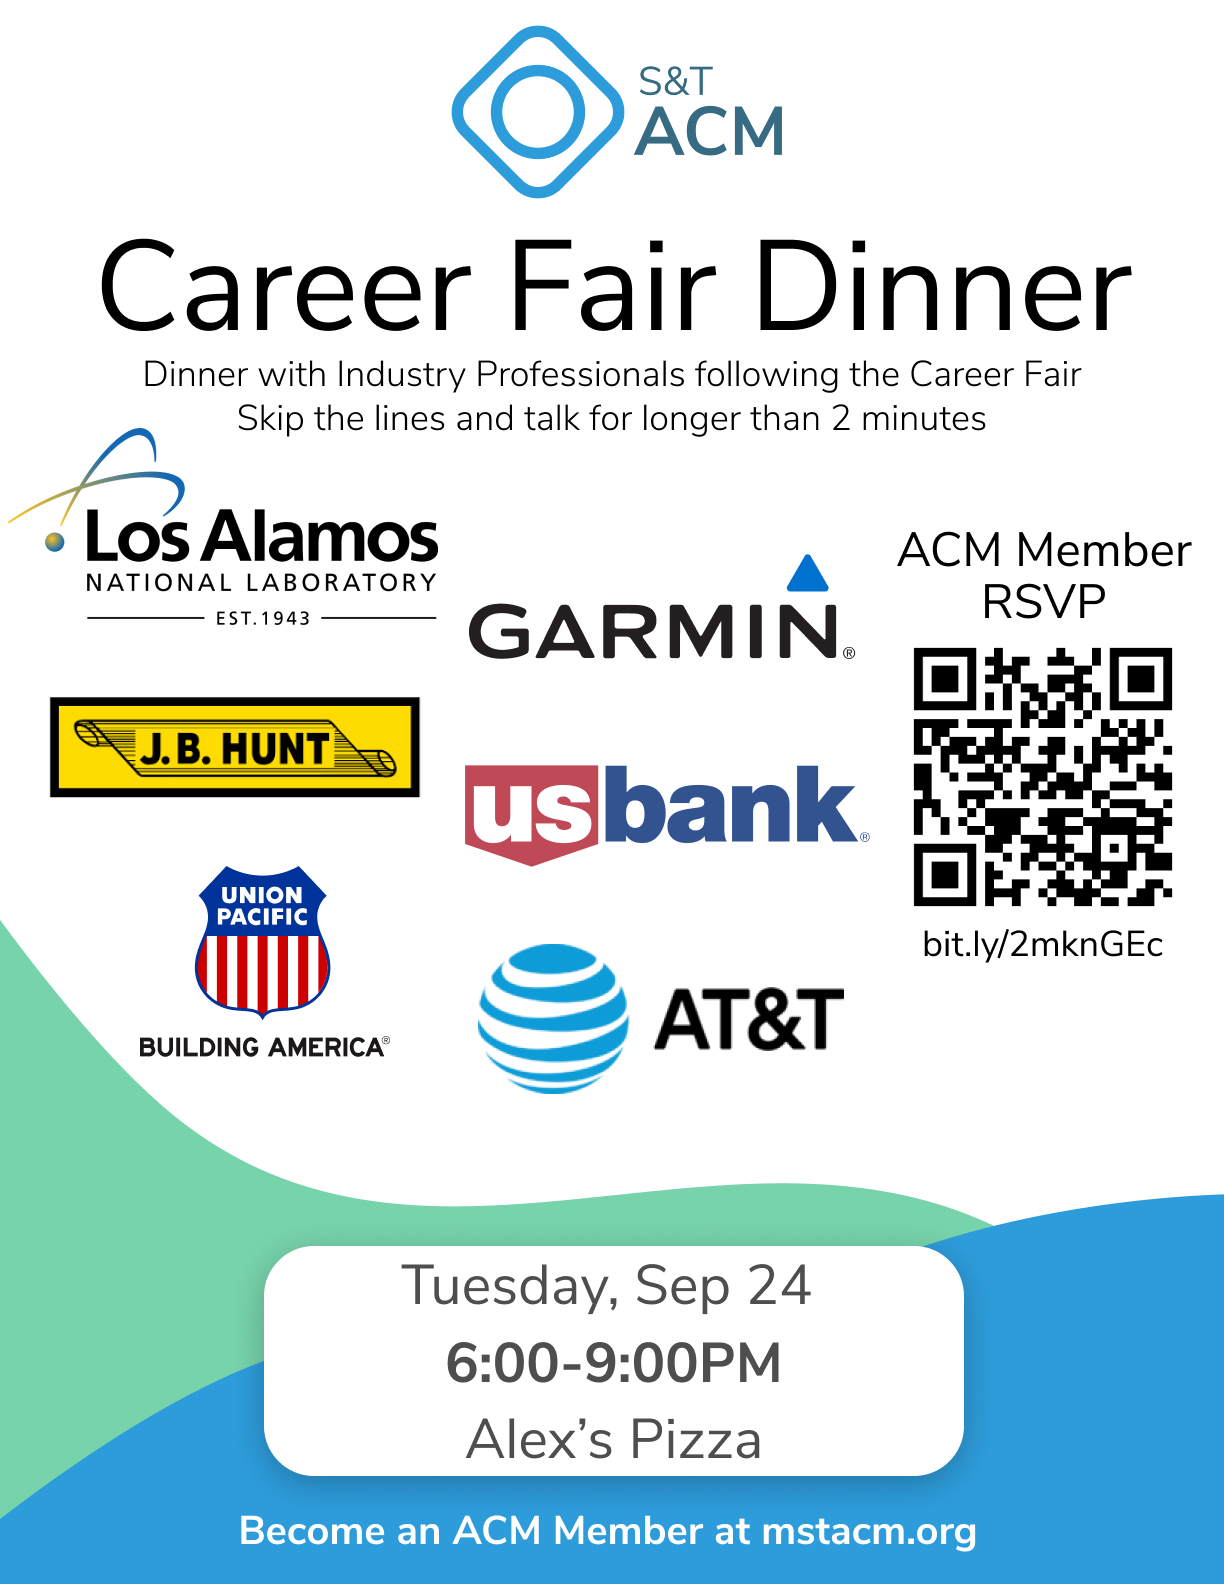 S&T
ACM
Career Fair Dinner
Dinner with Industry Professionals following the Career Fair
Skip the lines and talk for longer than 2 minutes
Los Alamos
NATIONAL LABORATORY
EST.1943
GARMIN®
ACM Member
RSVP
J.B. HUNT
usbank®
UNION
PACIFIC
BUILDING AMERICA®
bit.ly/2mknGEc
AT&T
Tuesday, Sep 24
6:00-9:00PM
Alex’s Pizza
Become an ACM Member at mstacm.org